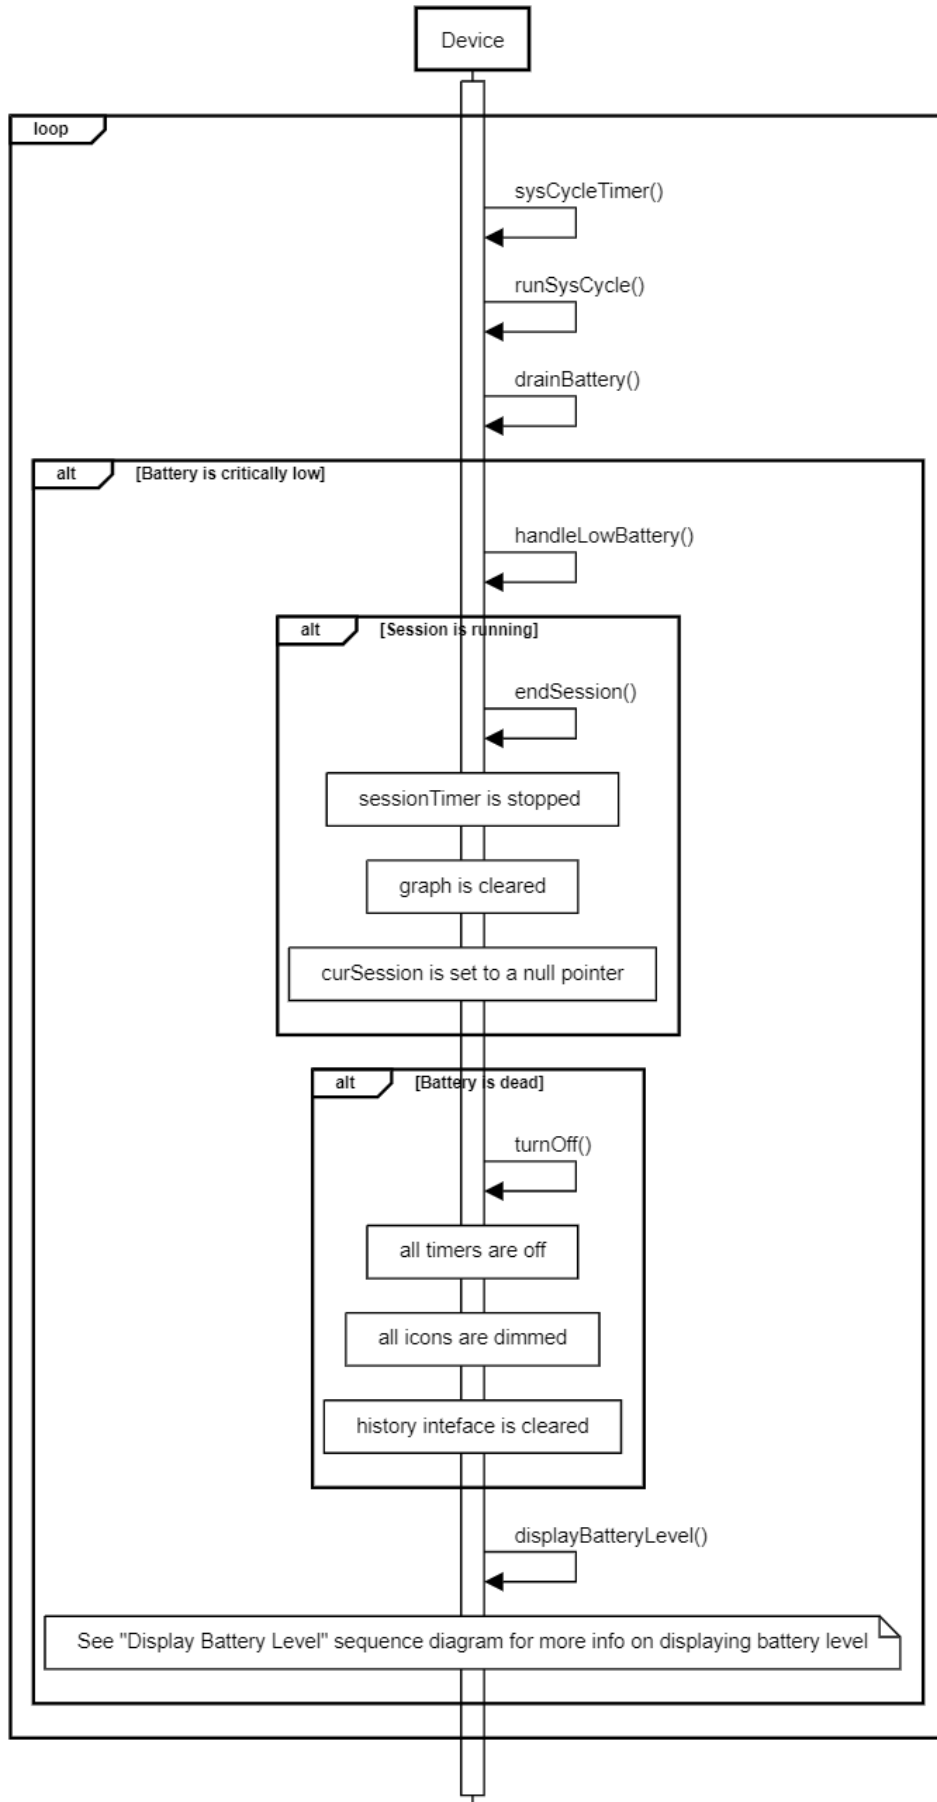 Device
loop
sysCycleTimer()
runSysCycle()
drainBattery()
alt [Battery is critically low]
handleLowBattery()
alt [Session is running]
endSession()
sessionTimer is stopped
graph is cleared
curSession is set to a null pointer
alt [Battery is dead]
turnOff()
all timers are off
all icons are dimmed
history inteface is cleared
displayBatteryLevel()
See "Display Battery Level" sequence diagram for more info on displaying battery level